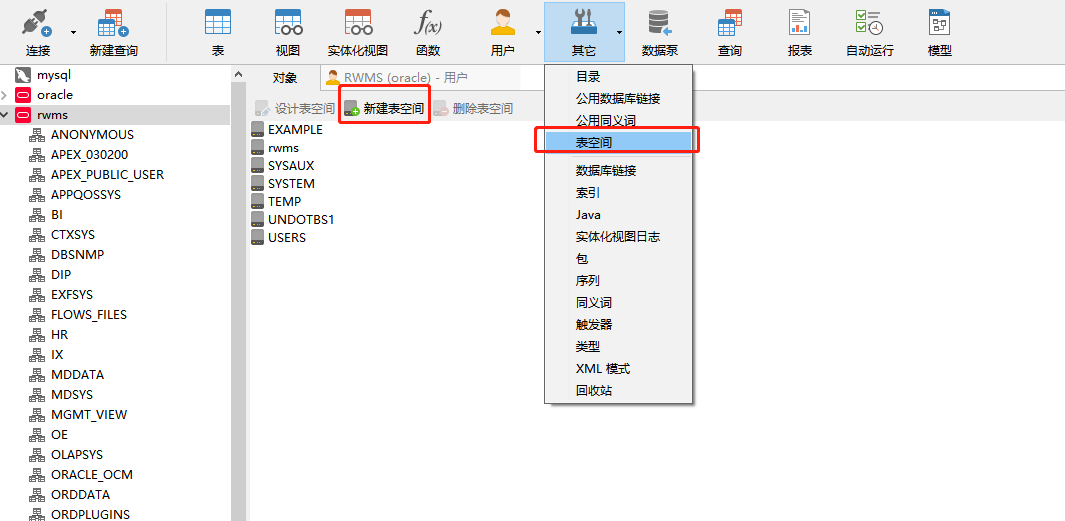 连接
新建查询
表
视图
实体化视图
函数
用户
其它
数据泵
查询
报表
自动运行
模型
f(x)
mysql
oracle
rwms
ANONYMOUS
APEX_030200
APEX_PUBLIC_USER
APPQOSSYS
BI
CTXSYS
DBSNMP
DIP
EXFSYS
FLOWS_FILES
HR
IX
MDDATA
MDSYS
MGMT_VIEW
OE
OLAPSYS
ORACLE_OCM
ORDDATA
ORDPLUGINS
对象
RWMS (oracle) - 用户
设计表空间
新建表空间
删除表空间
EXAMPLE
rwms
SYSAUX
SYSTEM
TEMP
UNDOTBS1
USERS
目录
公用数据库链接
公用同义词
表空间
数据库链接
索引
Java
实体化视图日志
包
序列
同义词
触发器
类型
XML 模式
回收站